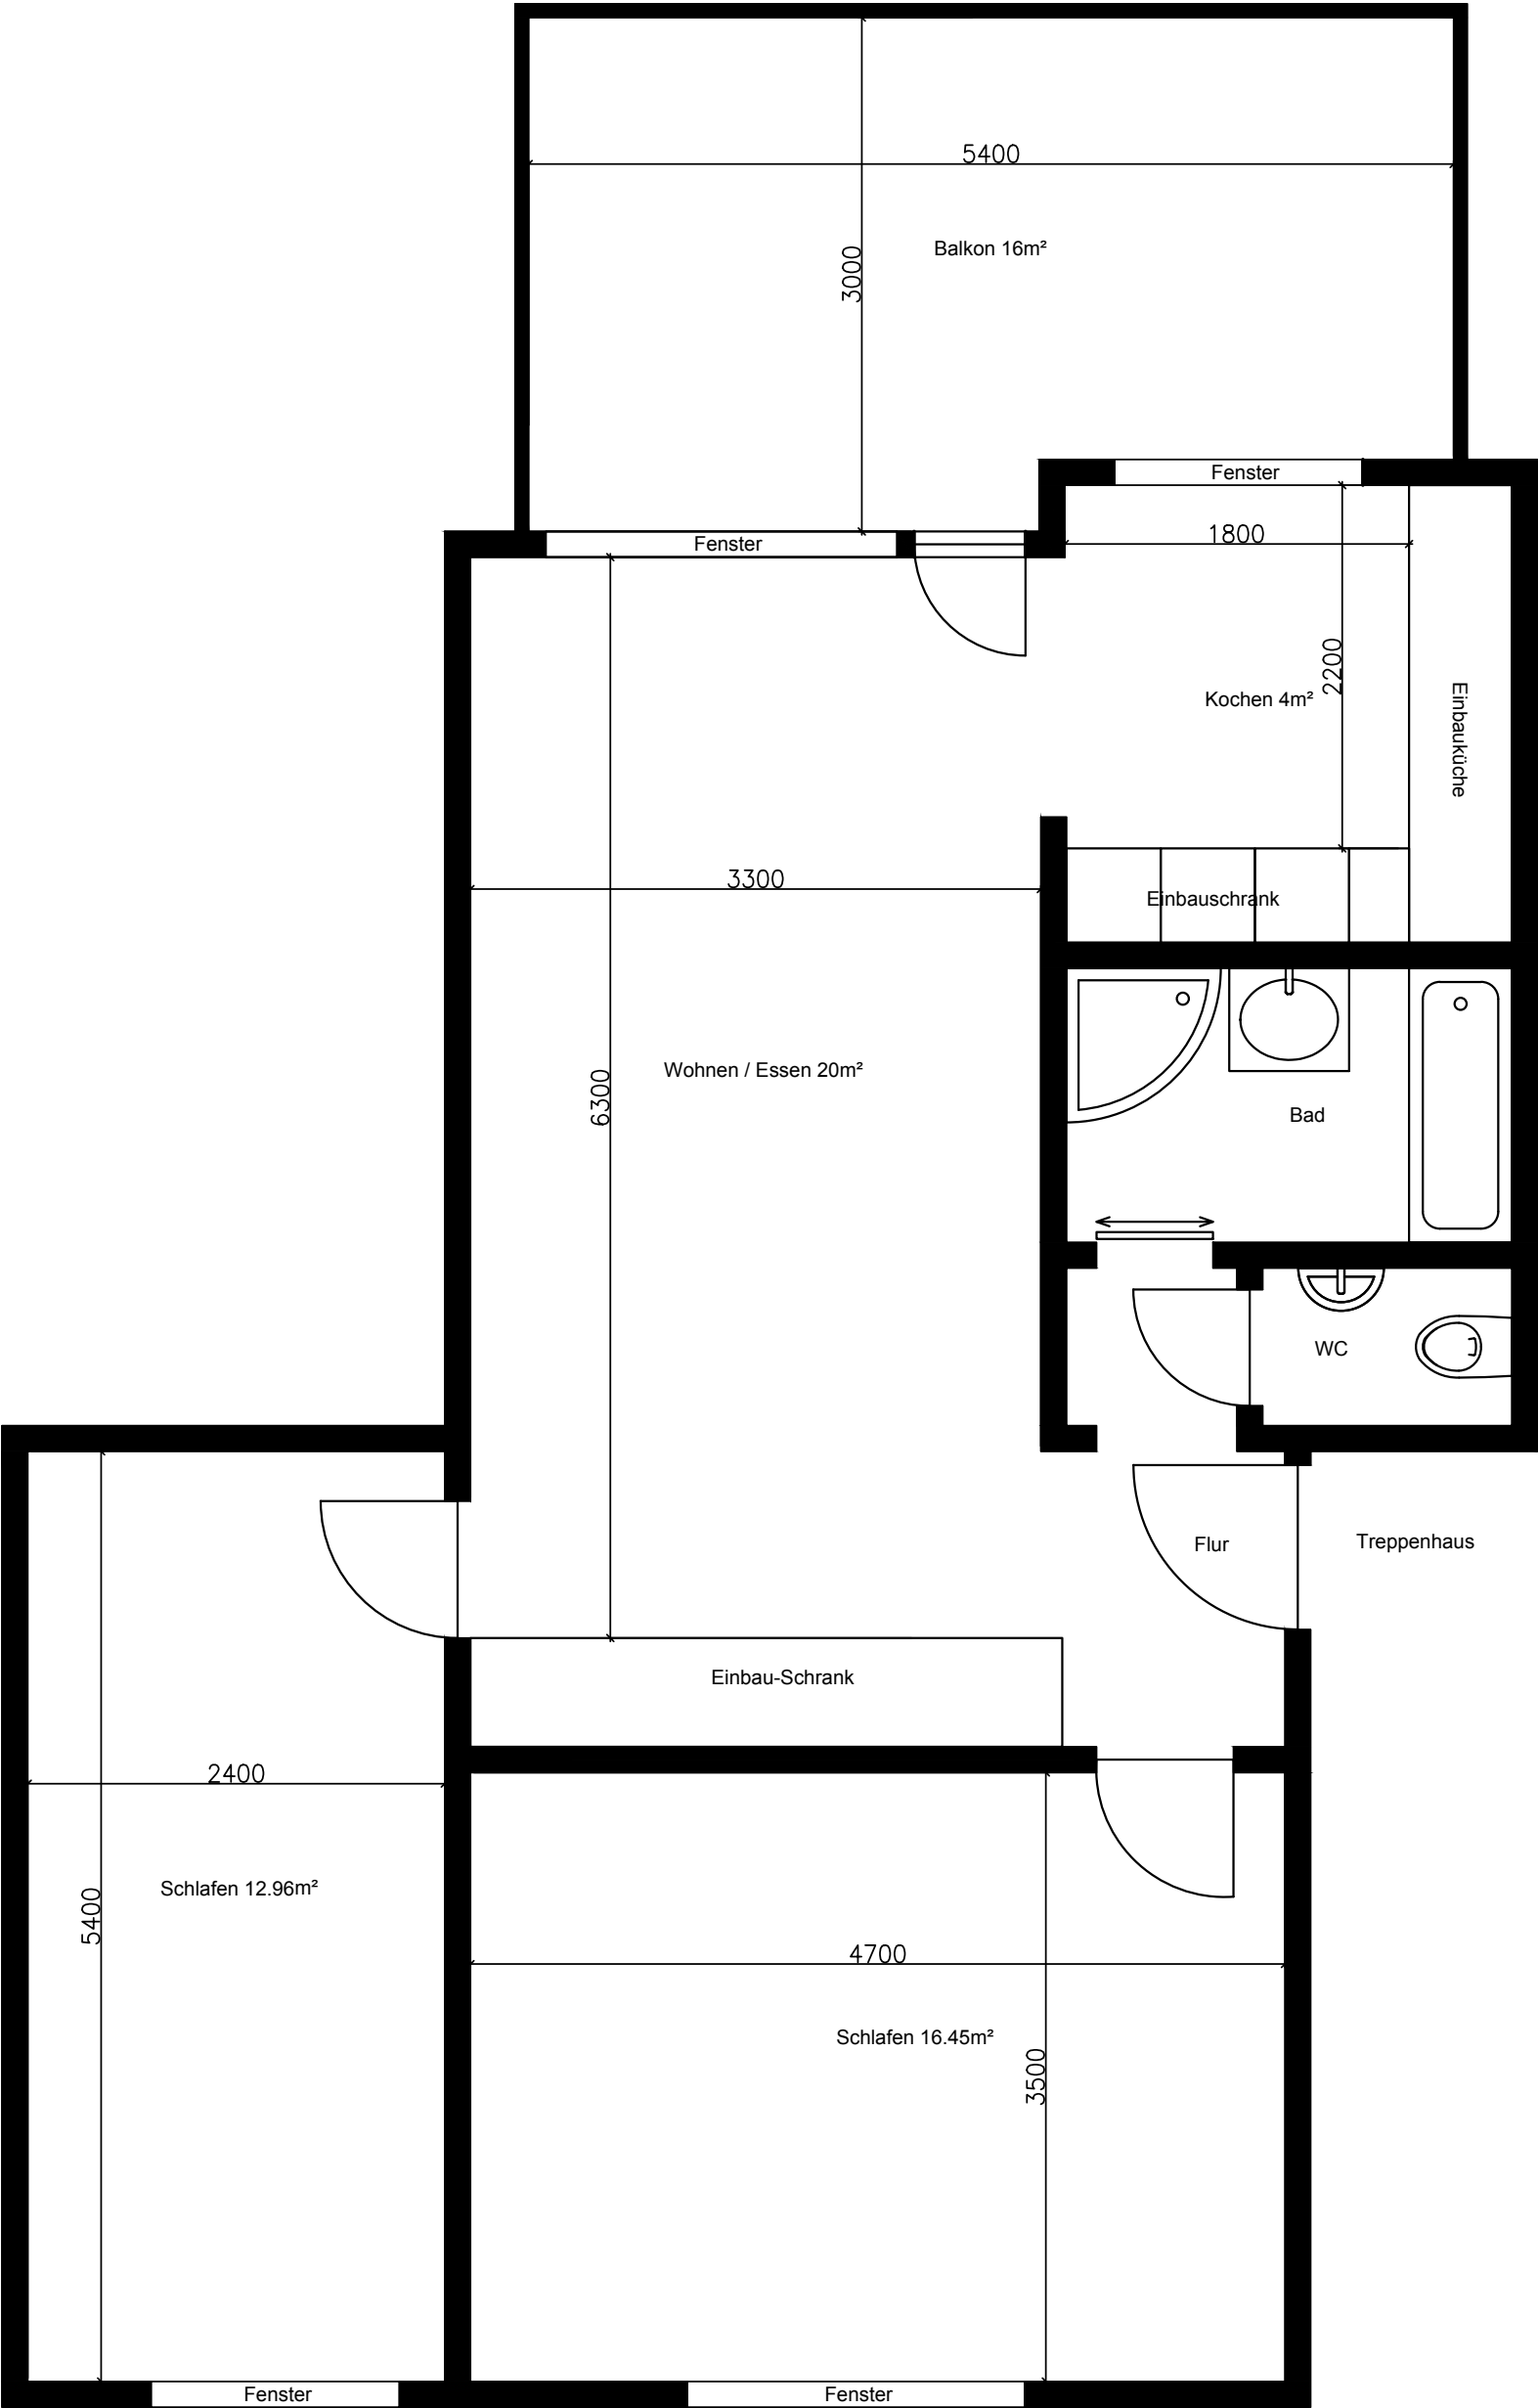 5400
Balkon 16m²
3000
Fenster
Fenster
1800
2200
Kochen 4m²
Einbauküche
3300
Einbauschrank
Wohnen / Essen 20m²
6300
Bad
WC
Flur
Treppenhaus
Einbau-Schrank
2400
Schlafen 12.96m²
5400
4700
Schlafen 16.45m²
3500
Fenster
Fenster